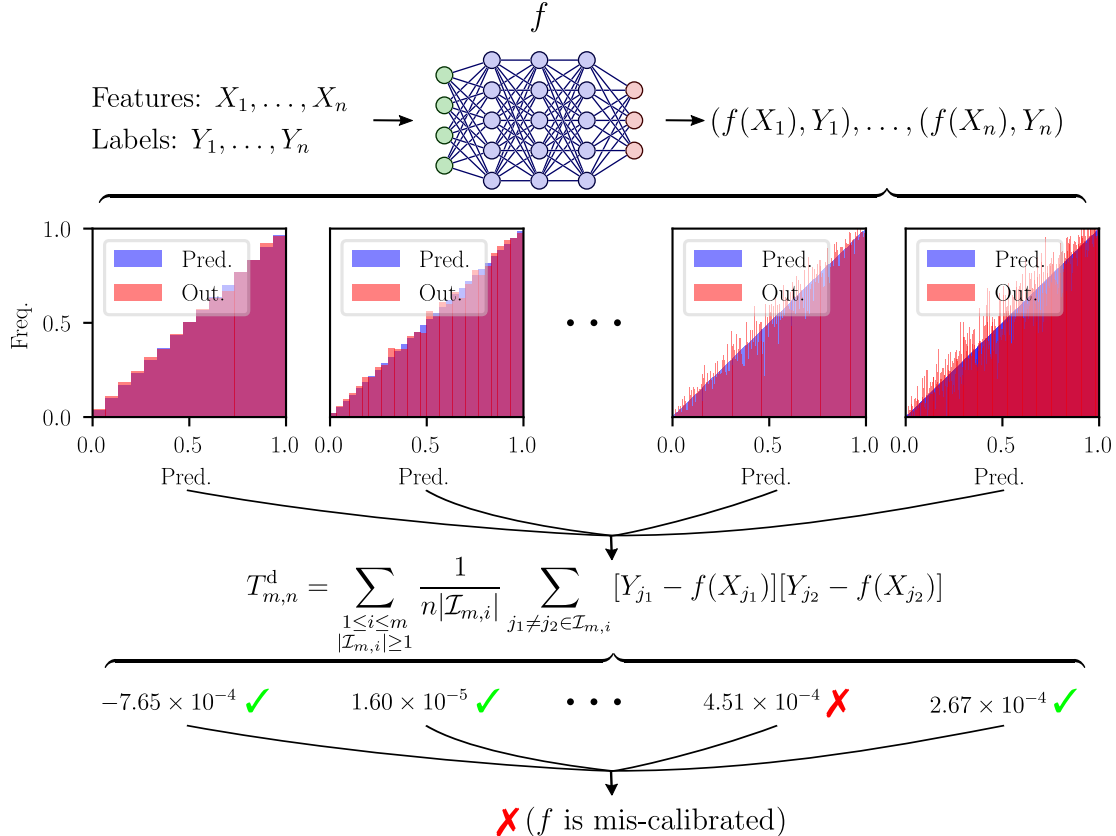 f
Features: X_1, …, X_n
Labels: Y_1, …, Y_n
(f(X_1), Y_1), …, (f(X_n), Y_n)
1.0
0.5
0.0
Freq.
Pred.
Out.
0.0 0.5 1.0
Pred.
Pred.
Out.
0.0 0.5 1.0
Pred.
• • •
Pred.
Out.
0.0 0.5 1.0
Pred.
Pred.
Out.
0.0 0.5 1.0
Pred.
T^d_{m,n} = ∑_{1≤i≤m |ℐ_{m,i}|≥1} 1/(n|ℐ_{m,i}|) ∑_{j_1≠j_2∈ℐ_{m,i}} [Y_{j_1} − f(X_{j_1})][Y_{j_2} − f(X_{j_2})]
−7.65 × 10^{−4} ✓ 1.60 × 10^{−5} ✓ • • • 4.51 × 10^{−4} ✗ 2.67 × 10^{−4} ✓
✗ (f is mis-calibrated)